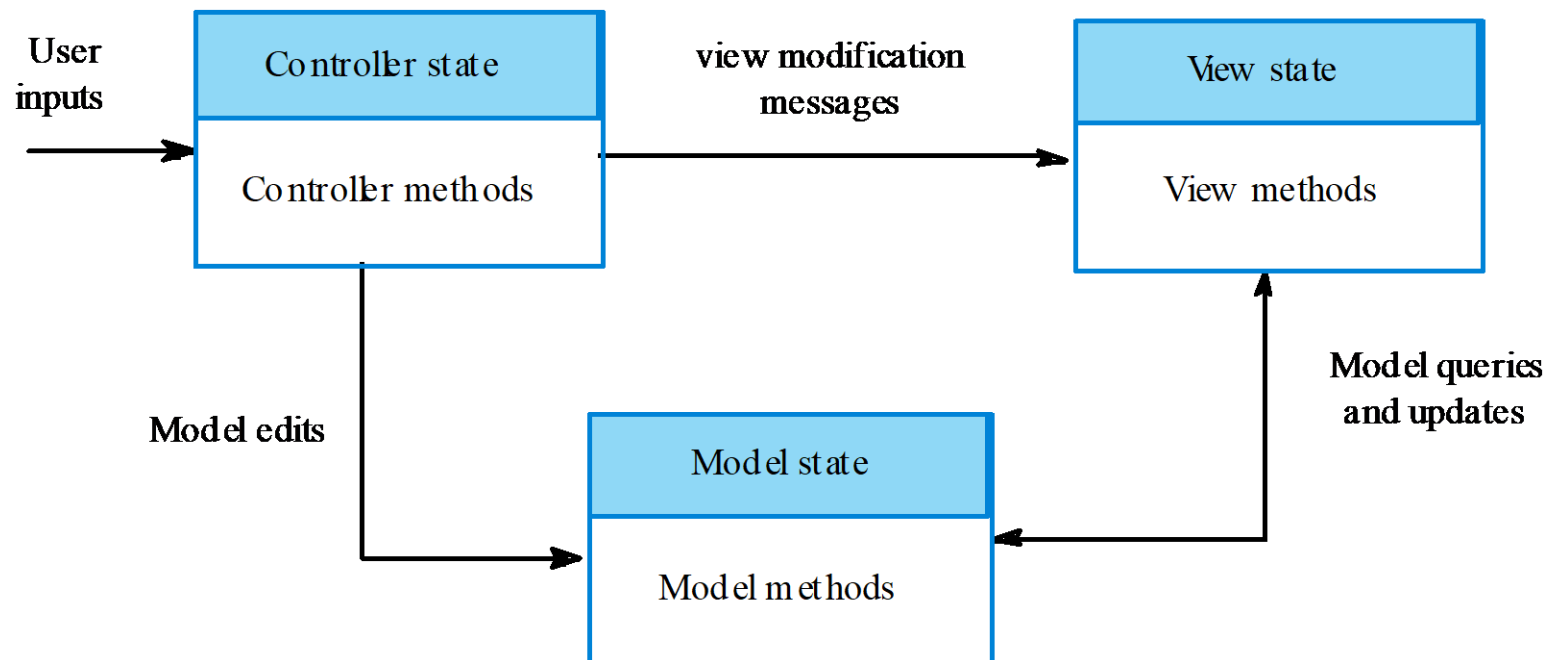 User
inputs
Controller state
Controller methods
view modification
messages
View state
View methods
Model edits
Model state
Model methods
Model queries
and updates